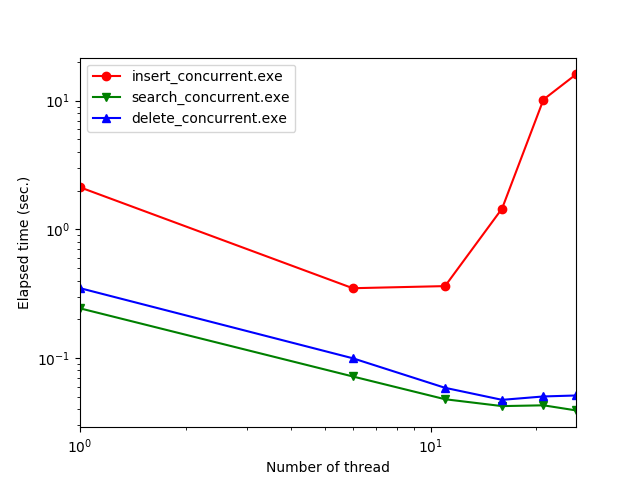 insert_concurrent.exe
search_concurrent.exe
delete_concurrent.exe
Elapsed time (sec.)
10¹
10⁰
10⁻¹
10⁰
10¹
Number of thread